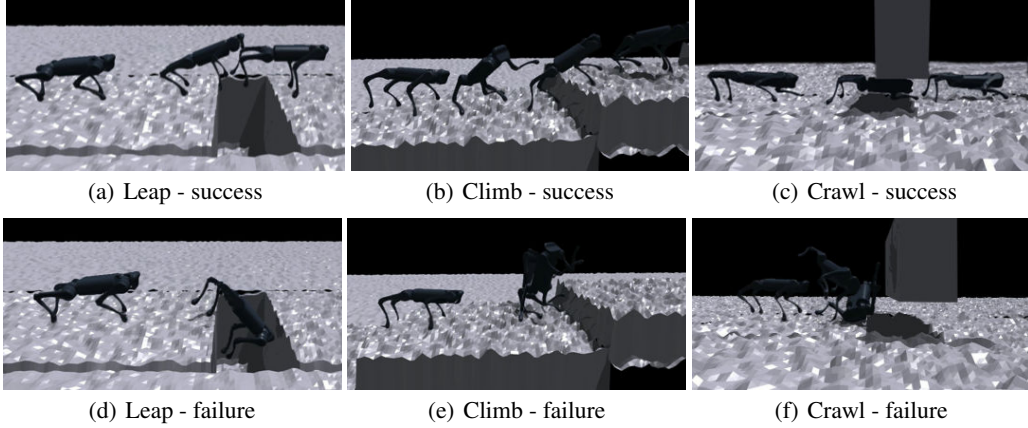 (a) Leap - success
(b) Climb - success
(c) Crawl - success
(d) Leap - failure
(e) Climb - failure
(f) Crawl - failure